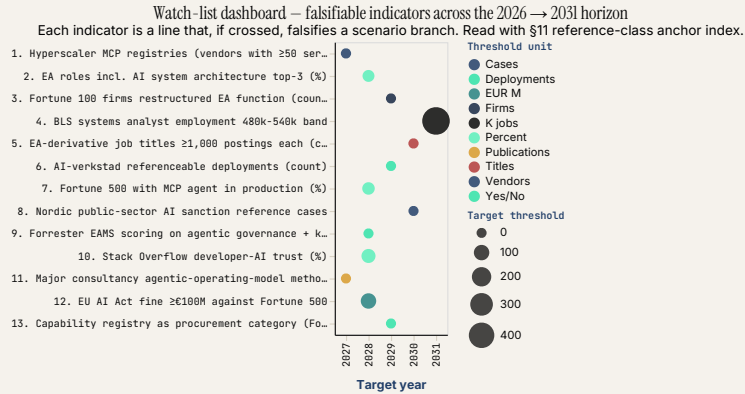 Watch-list dashboard — falsifiable indicators across the 2026 → 2031 horizon
Each indicator is a line that, if crossed, falsifies a scenario branch. Read with §11 reference-class anchor index.
1. Hyperscaler MCP registries (vendors with ≥50 ser…
2. EA roles incl. AI system architecture top-3 (%)
3. Fortune 100 firms restructured EA function (coun…
4. BLS systems analyst employment 480k-540k band
5. EA-derivative job titles ≥1,000 postings each (c…
6. AI-verkstad referenceable deployments (count)
7. Fortune 500 with MCP agent in production (%)
8. Nordic public-sector AI sanction reference cases
9. Forrester EAMS scoring on agentic governance + k…
10. Stack Overflow developer-AI trust (%)
11. Major consultancy agentic-operating-model metho…
12. EU AI Act fine ≥€100M against Fortune 500
13. Capability registry as procurement category (Fo…
2027
2028
2029
2030
2031
Target year
Threshold unit
Cases
Deployments
EUR M
Firms
K jobs
Percent
Publications
Titles
Vendors
Yes/No
Target threshold
0
100
200
300
400